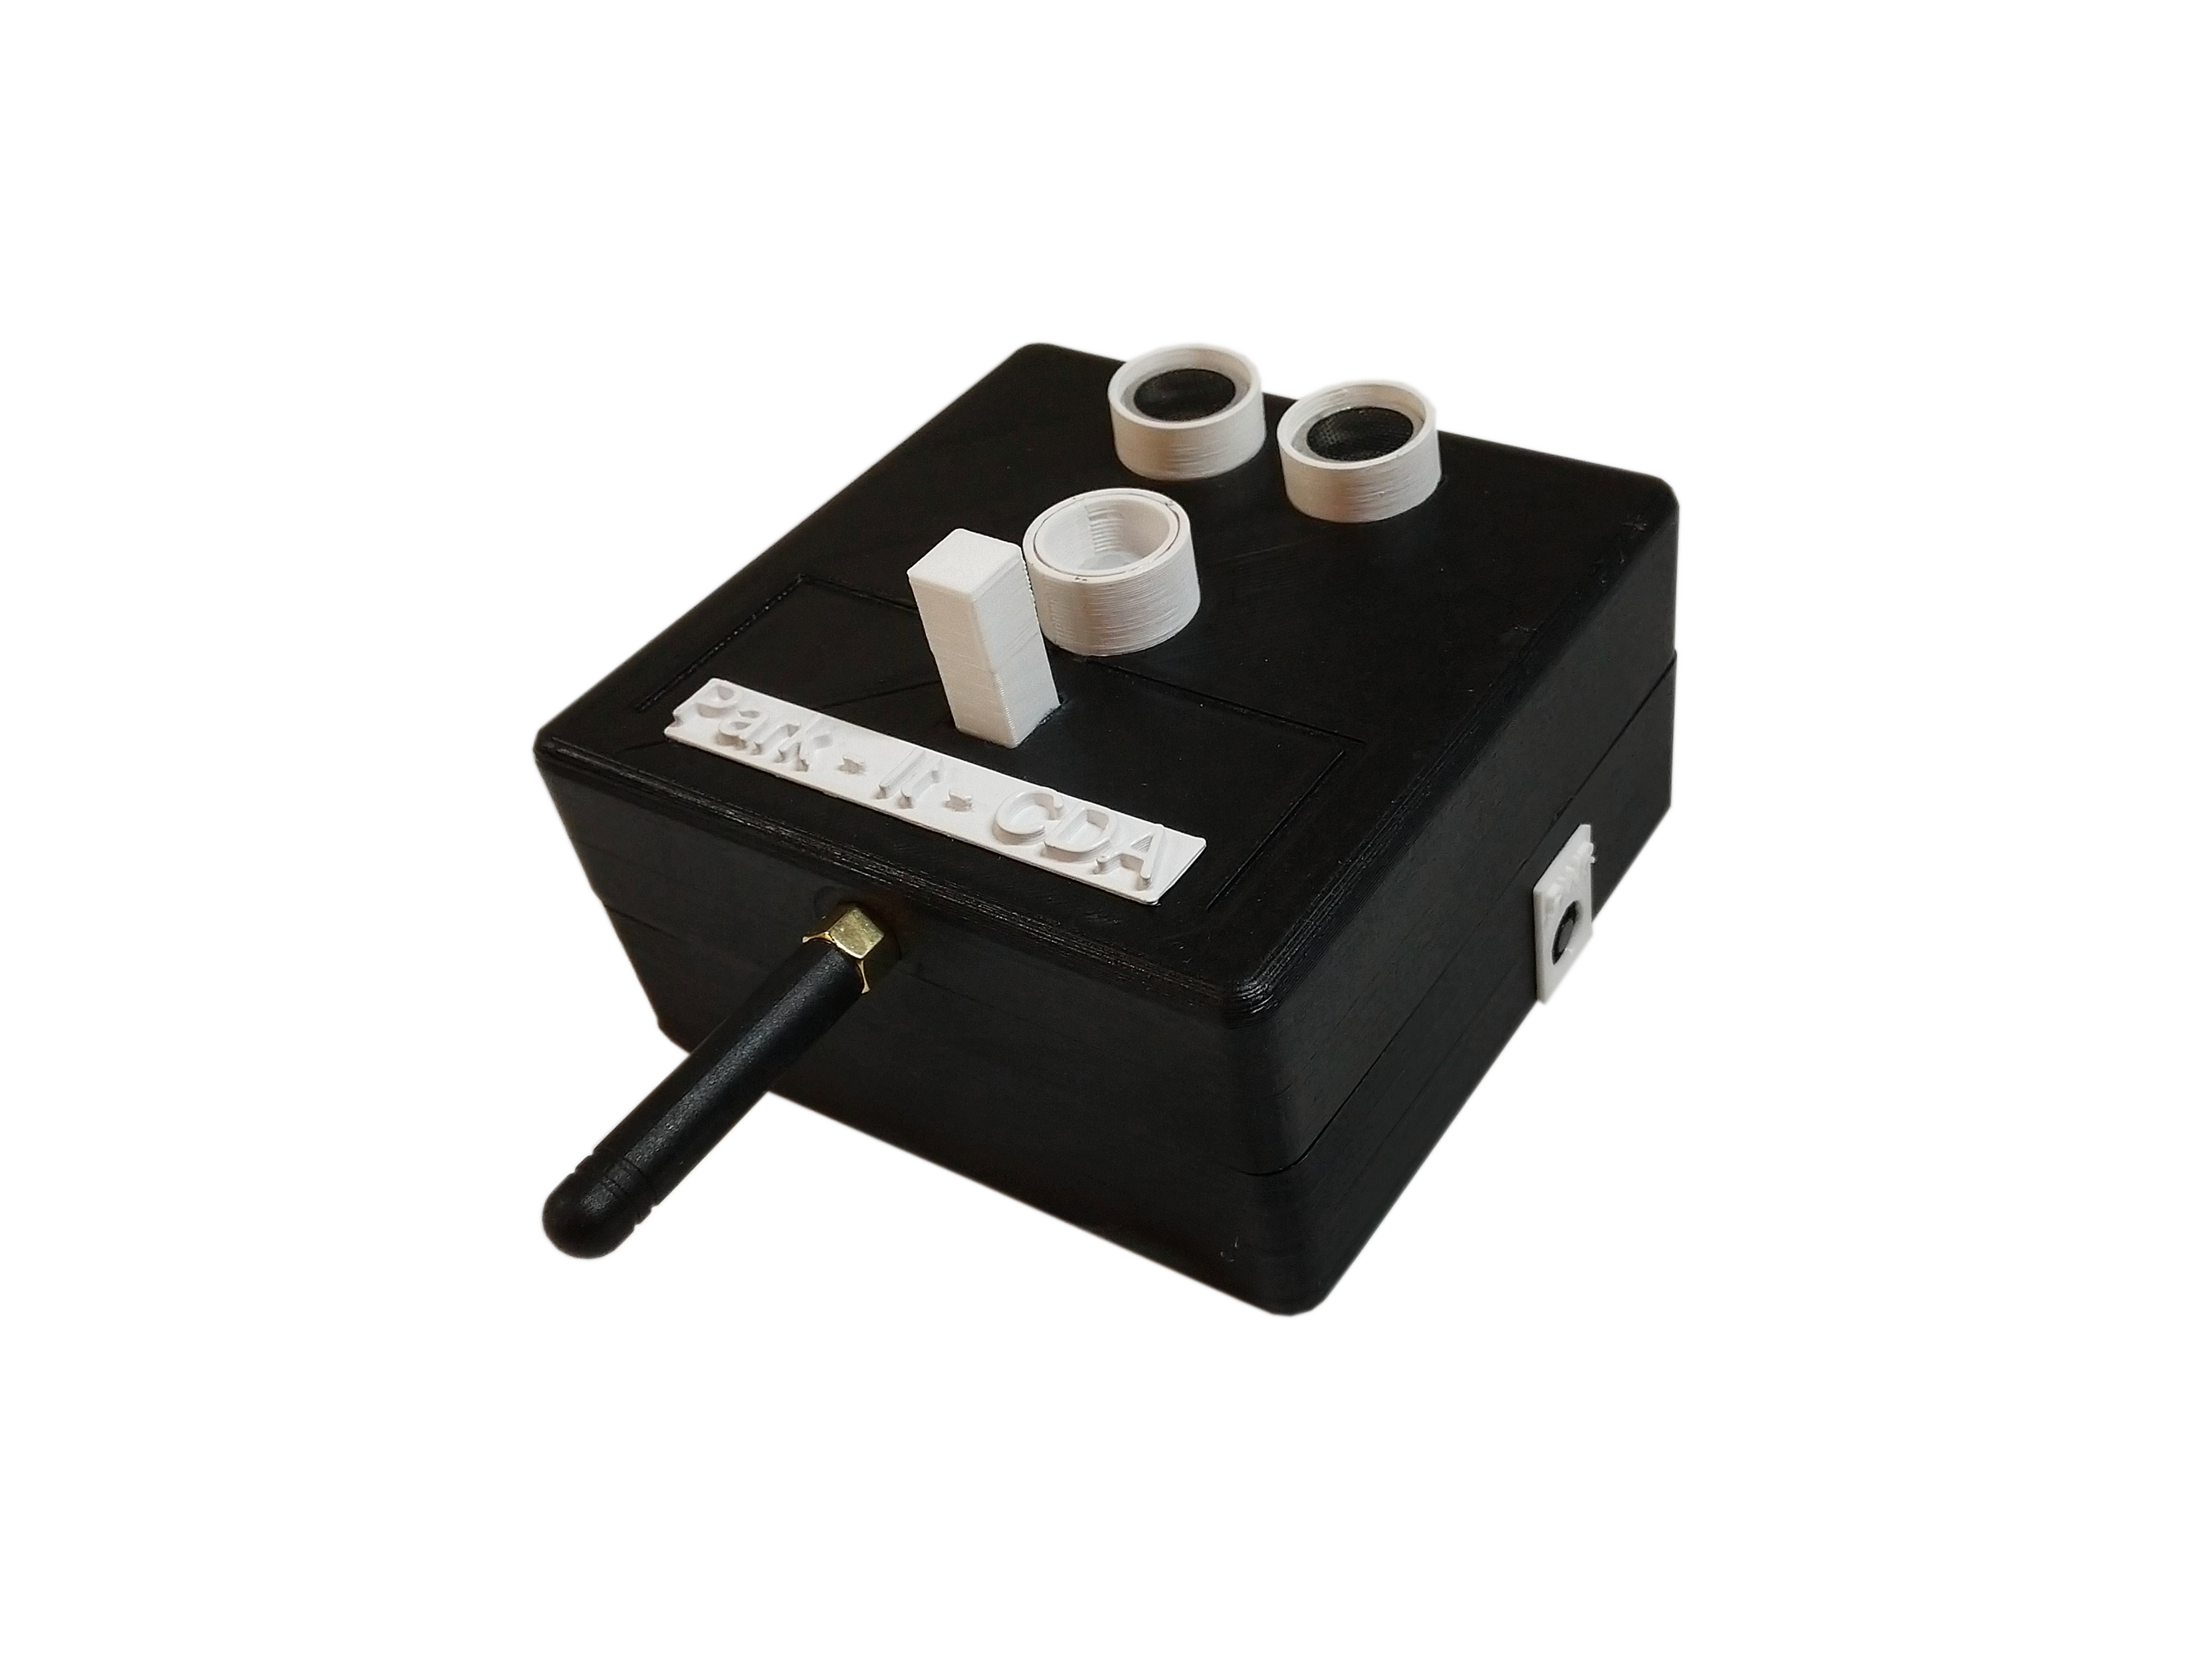 Park - It - CDA